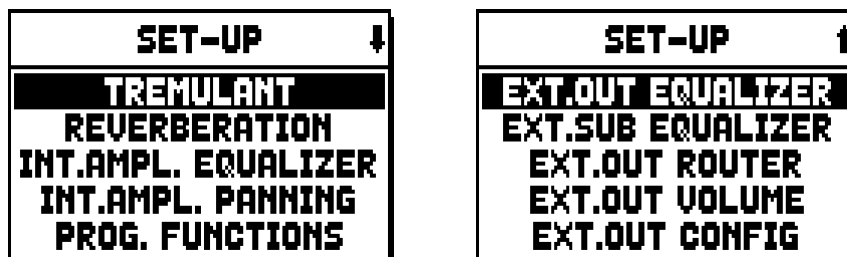 SET-UP
TREMULANT
REVERBERATION
INT.AMPL. EQUALIZER
INT.AMPL. PANNING
PROG. FUNCTIONS
SET-UP
EXT.OUT EQUALIZER
EXT.SUB EQUALIZER
EXT.OUT ROUTER
EXT.OUT VOLUME
EXT.OUT CONFIG